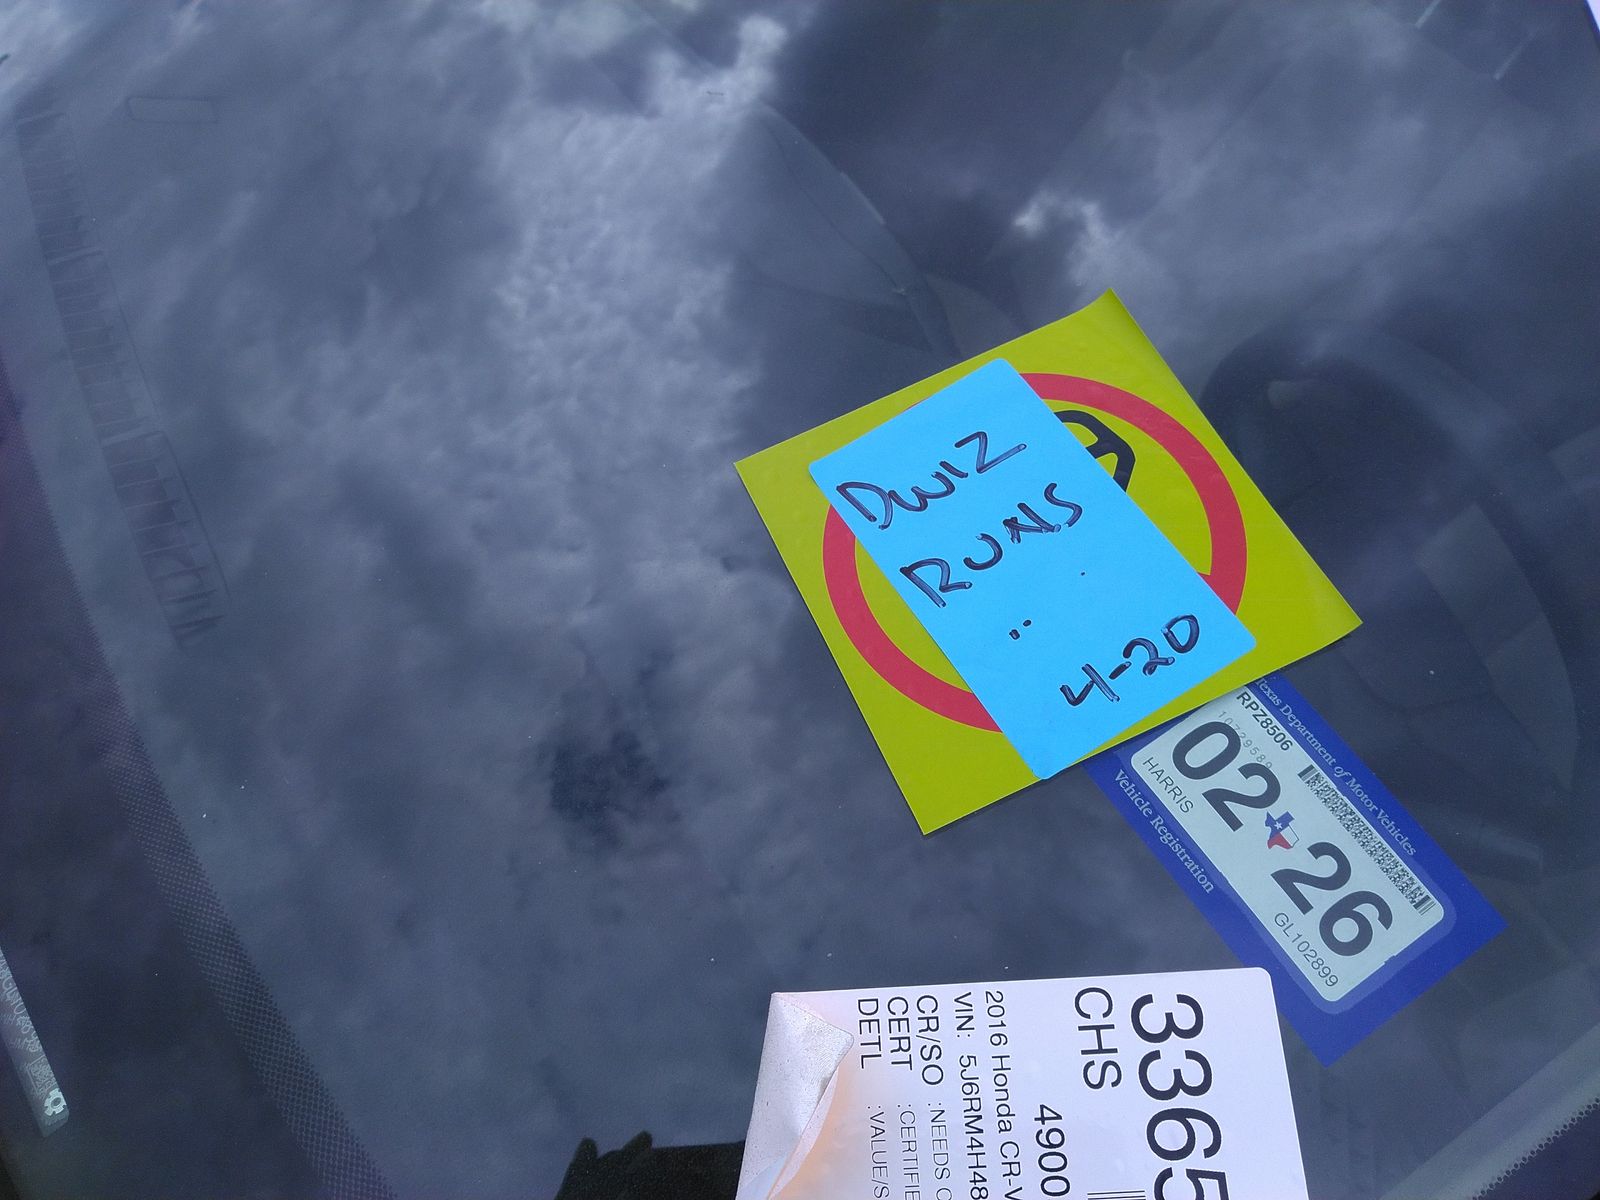 DWIZ
RUNS
4-20
Texas Department of Motor Vehicles
RPZ8506
02 26
HARRIS
GL102899
Vehicle Registration
3365
CHS
4900
2016 Honda CR-V
VIN: 5J6RM4H48
CR/SO :NEEDS
CERT :CERTIFIE
DETL :VALUE/S